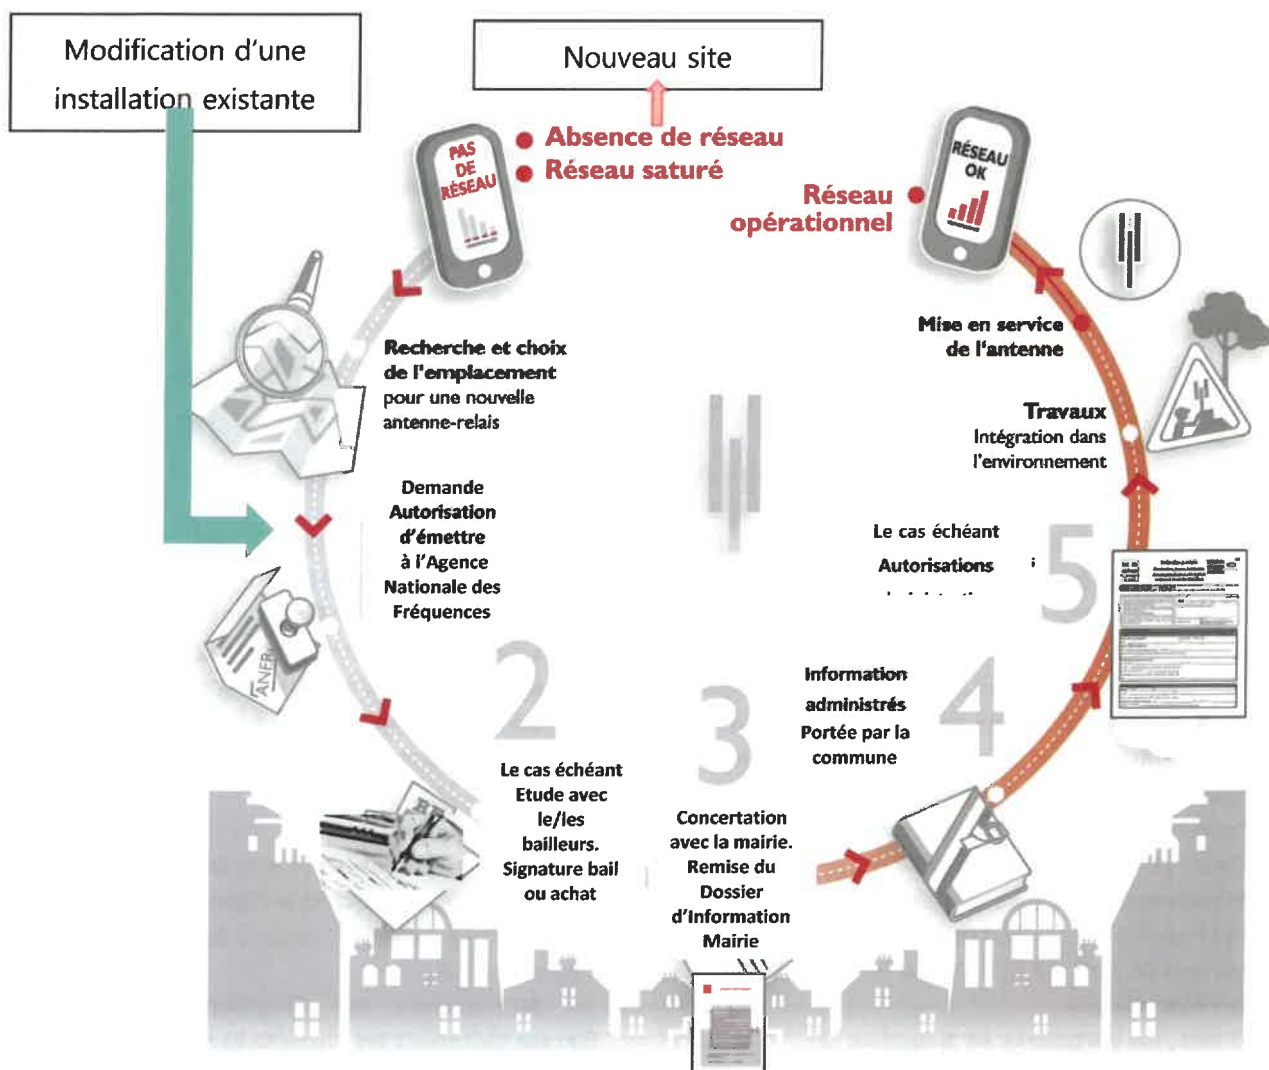 Modification d'une
installation existante
Nouveau site
PAS
DE
RÉSEAU
Absence de réseau
Réseau saturé
RÉSEAU
OK
Réseau
opérationnel
Mise en service
de l'antenne
Recherche et choix
de l'emplacement
pour une nouvelle
antenne-relais
Travaux
Intégration dans
l'environnement
Demande
Autorisation
d'émettre
à l'Agence
Nationale des
Fréquences
ANFR
Le cas échéant
Autorisations
5
2
Le cas échéant
Etude avec
le/les
bailleurs.
Signature bail
ou achat
3
Concertation
avec la mairie.
Remise du
Dossier
d'Information
Mairie
4
Information
administrés
Portée par la
commune